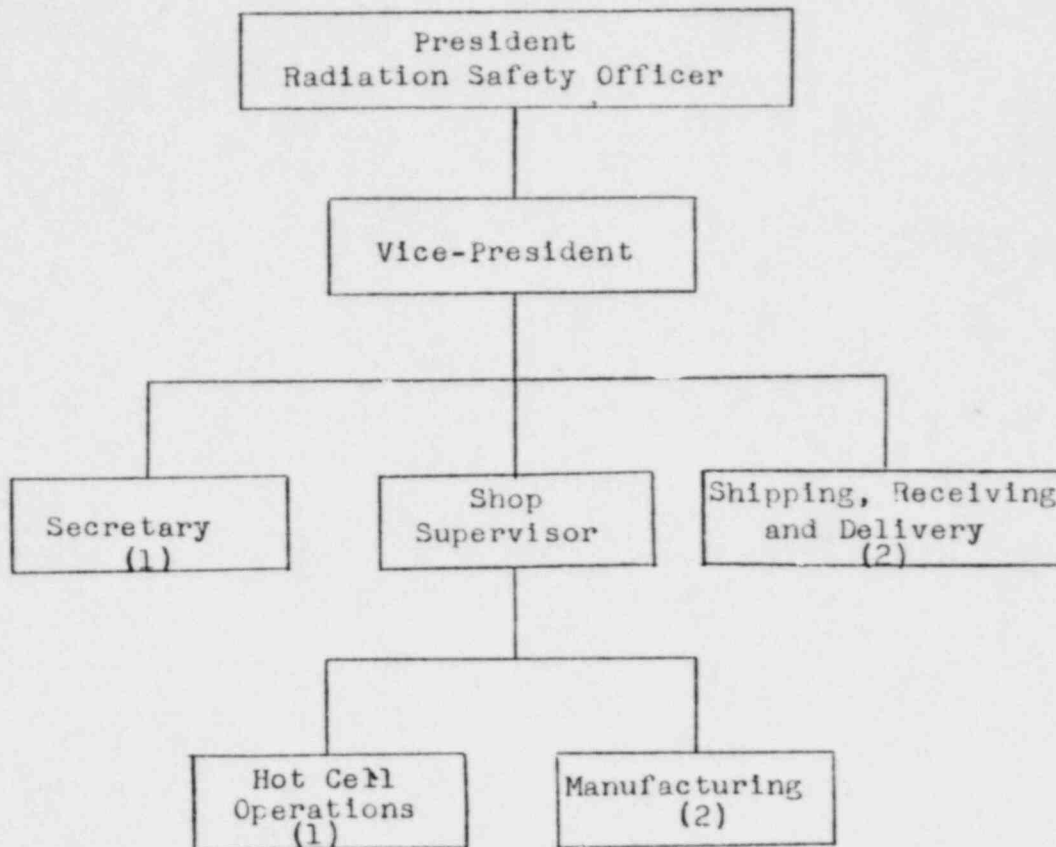 President
Radiation Safety Officer
Vice-President
Secretary
(1)
Shop
Supervisor
Shipping, Receiving
and Delivery
(2)
Hot Cell
Operations
(1)
Manufacturing
(2)